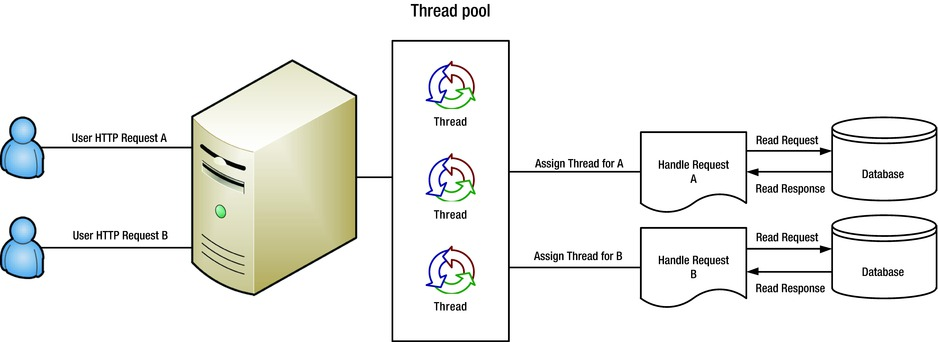 Thread pool
User HTTP Request A
User HTTP Request B
Thread
Thread
Thread
Assign Thread for A
Assign Thread for B
Handle Request
A
Read Request
Read Response
Database
Handle Request
B
Read Request
Read Response
Database